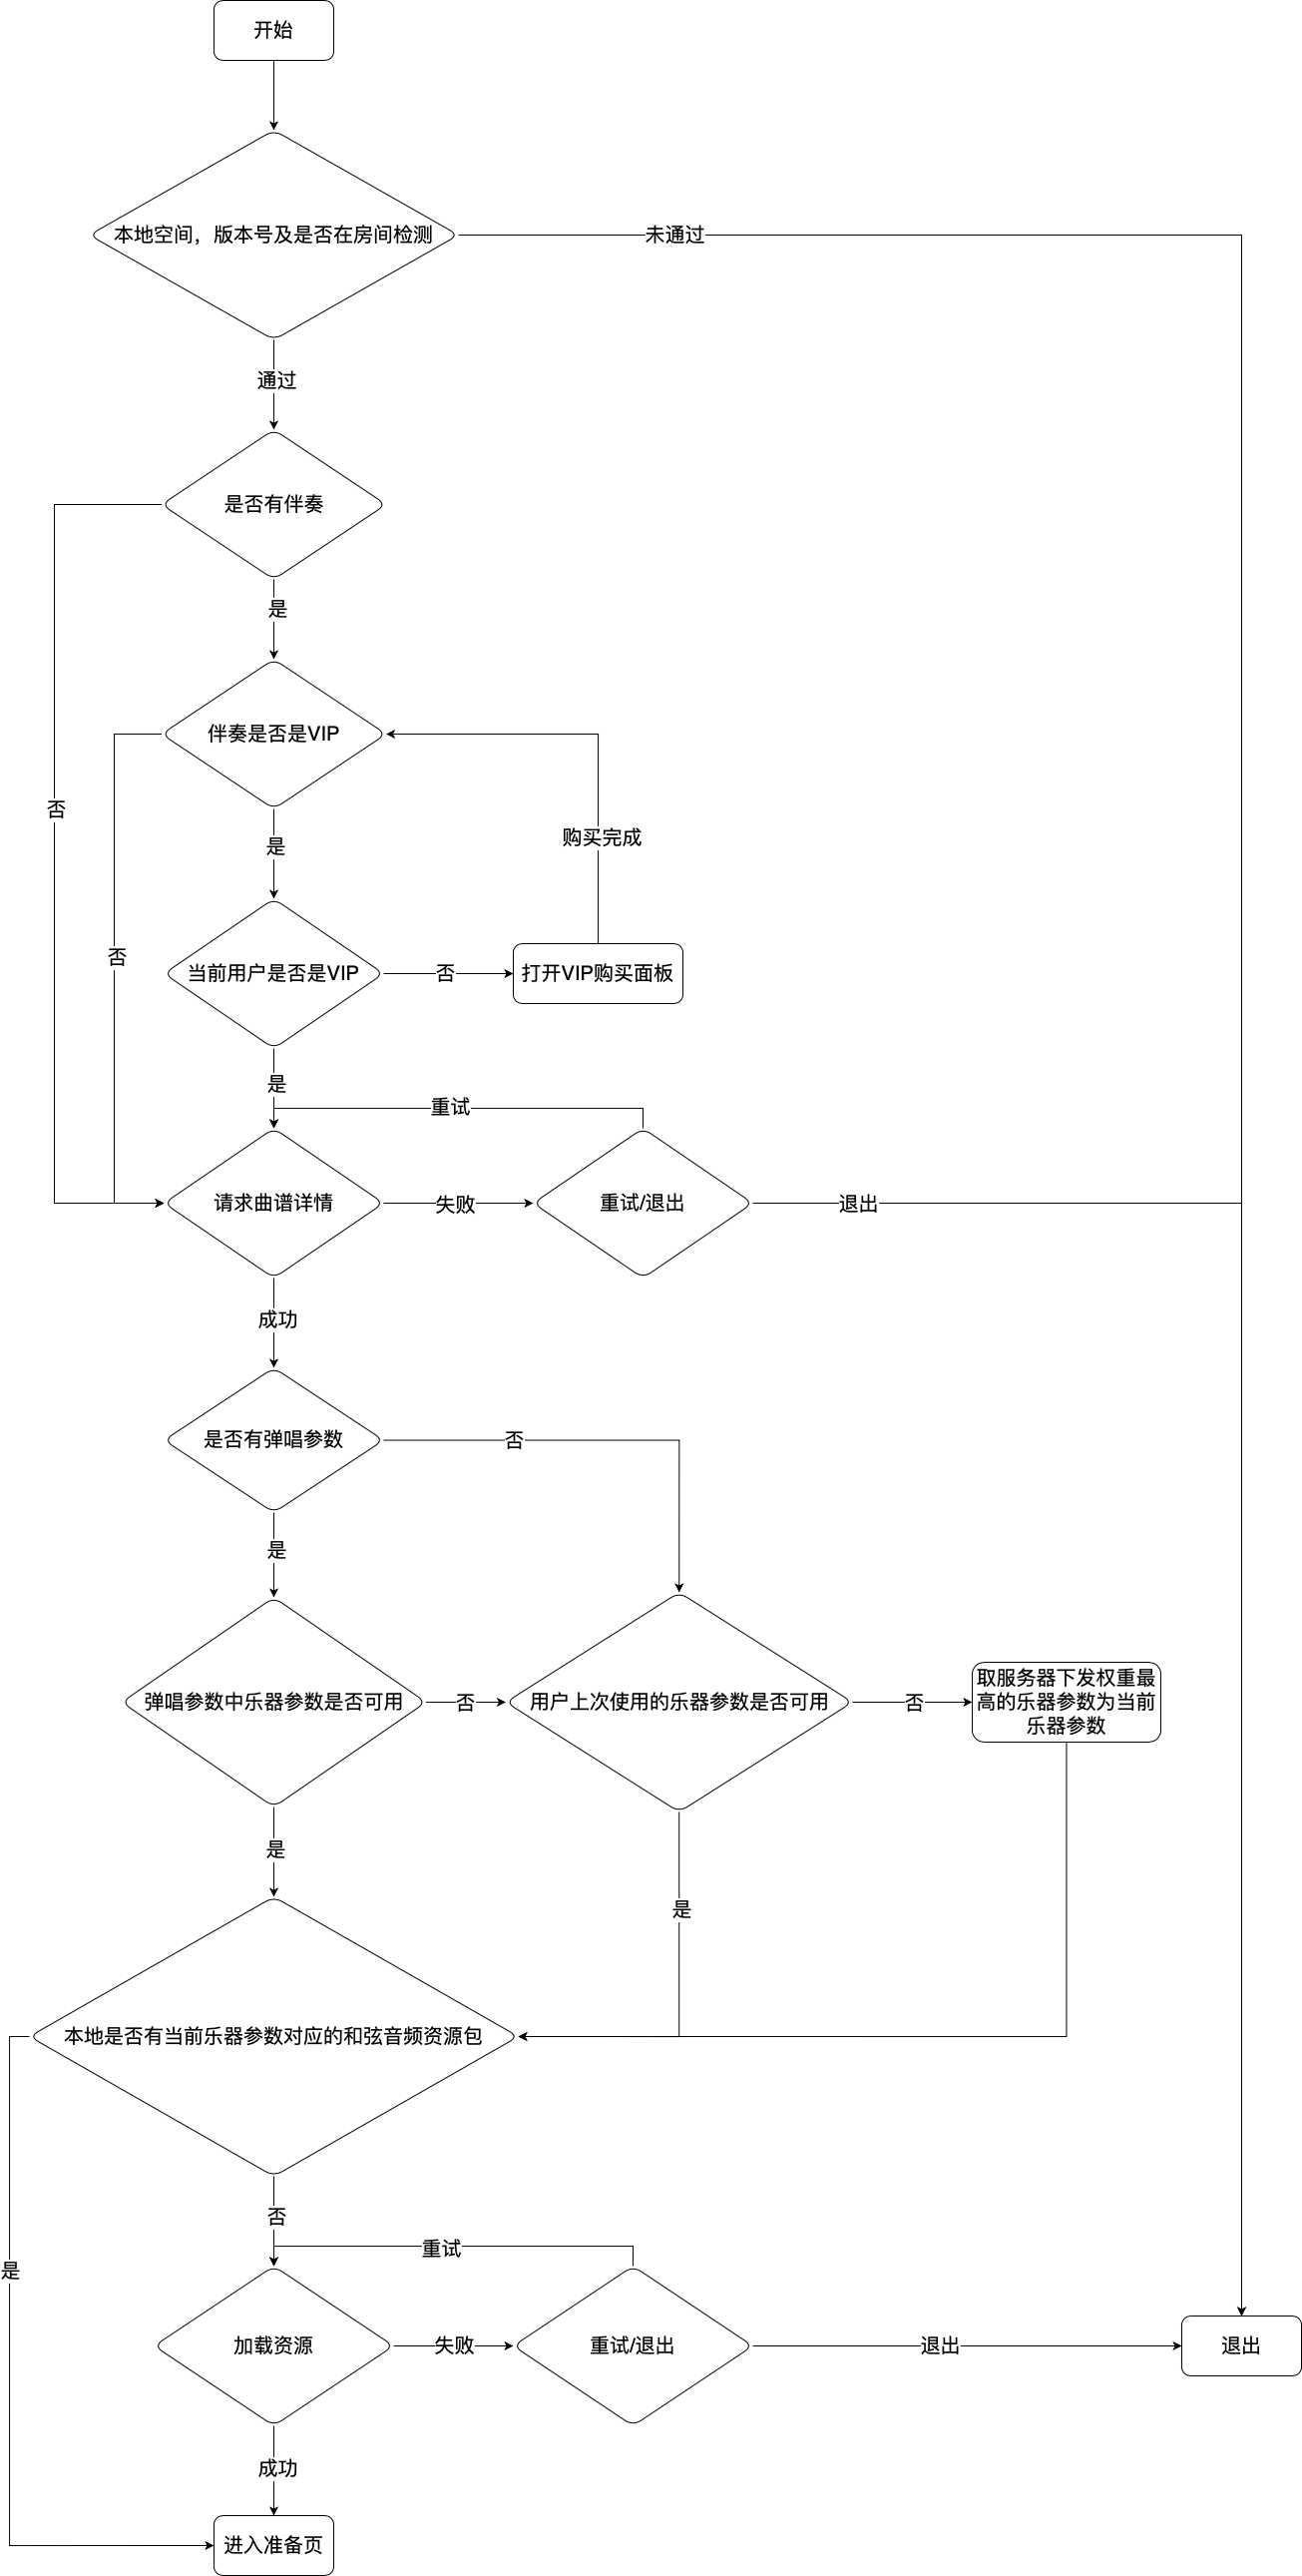 开始
本地空间，版本号及是否在房间检测
未通过
通过
是否有伴奏
是
伴奏是否是VIP
否
购买完成
是
否
当前用户是否是VIP
否
打开VIP购买面板
是
重试
请求曲谱详情
失败
重试/退出
退出
成功
是否有弹唱参数
否
是
弹唱参数中乐器参数是否可用
否
用户上次使用的乐器参数是否可用
否
取服务器下发权重最
高的乐器参数为当前
乐器参数
是
是
本地是否有当前乐器参数对应的和弦音频资源包
否
重试
是
加载资源
失败
重试/退出
退出
退出
成功
进入准备页